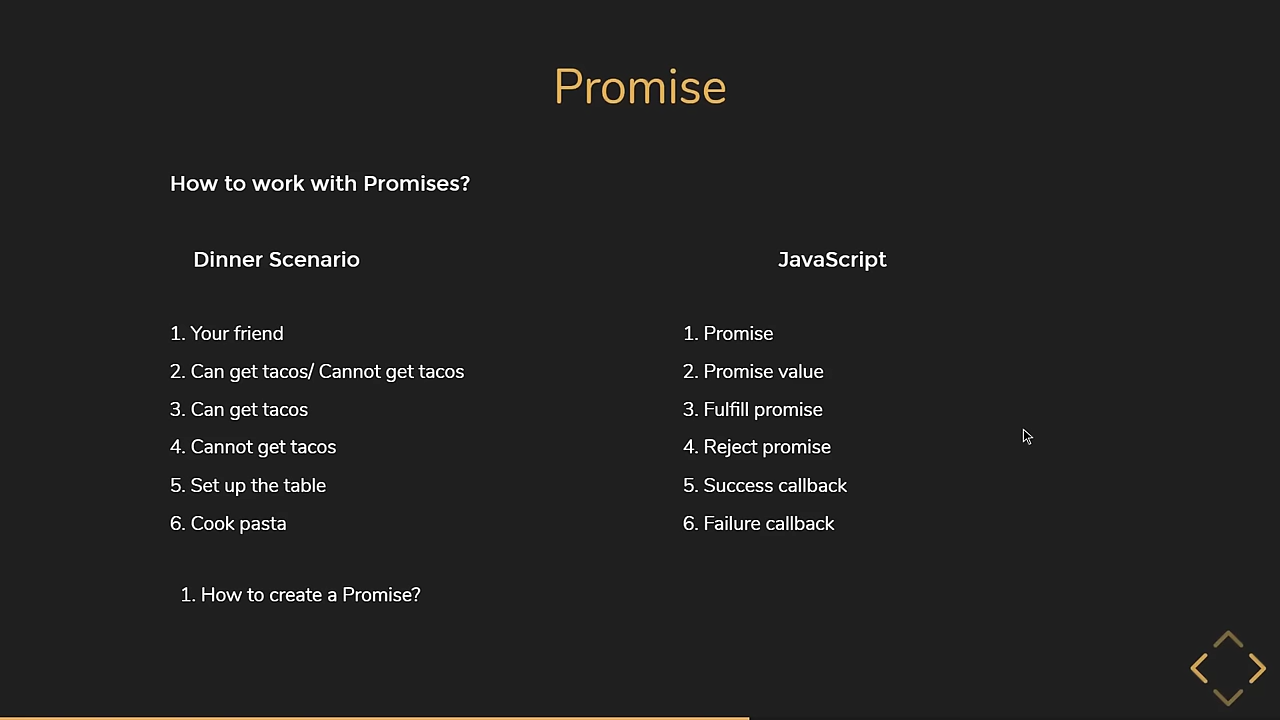 Promise
How to work with Promises?
Dinner Scenario
1. Your friend
2. Can get tacos/ Cannot get tacos
3. Can get tacos
4. Cannot get tacos
5. Set up the table
6. Cook pasta
JavaScript
1. Promise
2. Promise value
3. Fulfill promise
4. Reject promise
5. Success callback
6. Failure callback
1. How to create a Promise?